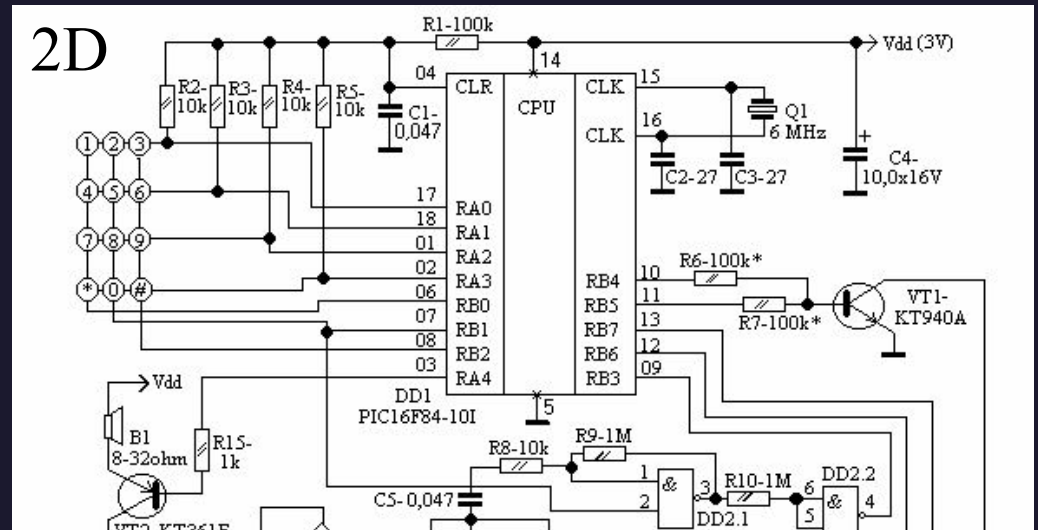 2D
R1-100k
Vdd (3V)
14
04
15
R2-
10k
R3-
10k
R4-
10k
R5-
10k
CLR
CPU
CLK
C1-
0,047
Q1
6 MHz
16
CLK
+
C4-
10,0x16V
1 2 3
C2-27
C3-27
4 5 6
17
RA0
18
RA1
7 8 9
01
RA2
02
RA3
* 0 #
06
RB0
07
RB1
08
RB2
03
RA4
RB4
10
R6-100k*
RB5
11
R7-100k*
VT1-
KT940A
RB7
13
RB6
12
RB3
09
Vdd
DD1
PIC16F84-10I
5
B1
8-32ohm
R15-
1k
R8-10k
R9-1M
1
&
3
2
DD2.1
R10-1M
DD2.2
6
&
4
5
C5-0,047
VT2-KT361E